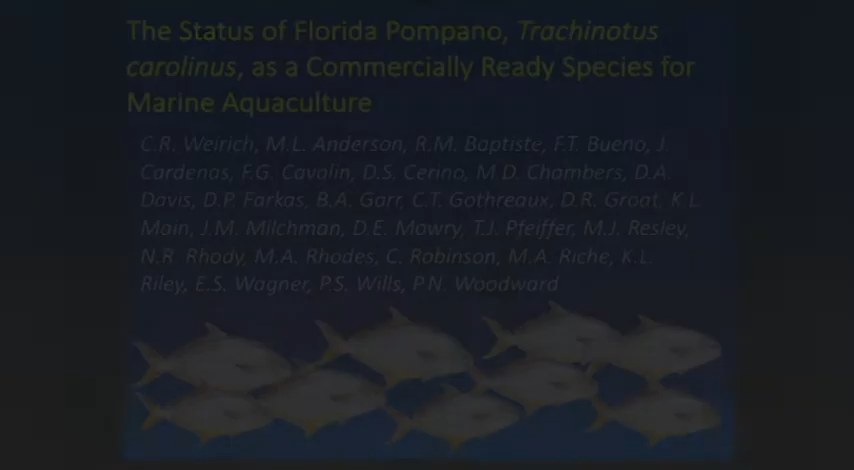 The Status of Florida Pompano, Trachinotus
carolinus, as a Commercially Ready Species for
Marine Aquaculture
C.R. Weirich, M.L. Anderson, R.M. Baptiste, F.T. Bueno, J.
Cardenas, F.G. Cavalin, D.S. Cerino, M.D. Chambers, D.A.
Davis, D.P. Farkas, B.A. Garr, C.T. Gothreaux, D.R. Groat, K.L.
Main, J.M. Milchman, D.E. Mowry, T.J. Pfeiffer, M.J. Resley,
N.R. Rhody, M.A. Rhodes, C. Robinson, M.A. Riche, K.L.
Riley, E.S. Wagner, P.S. Wills, P.N. Woodward